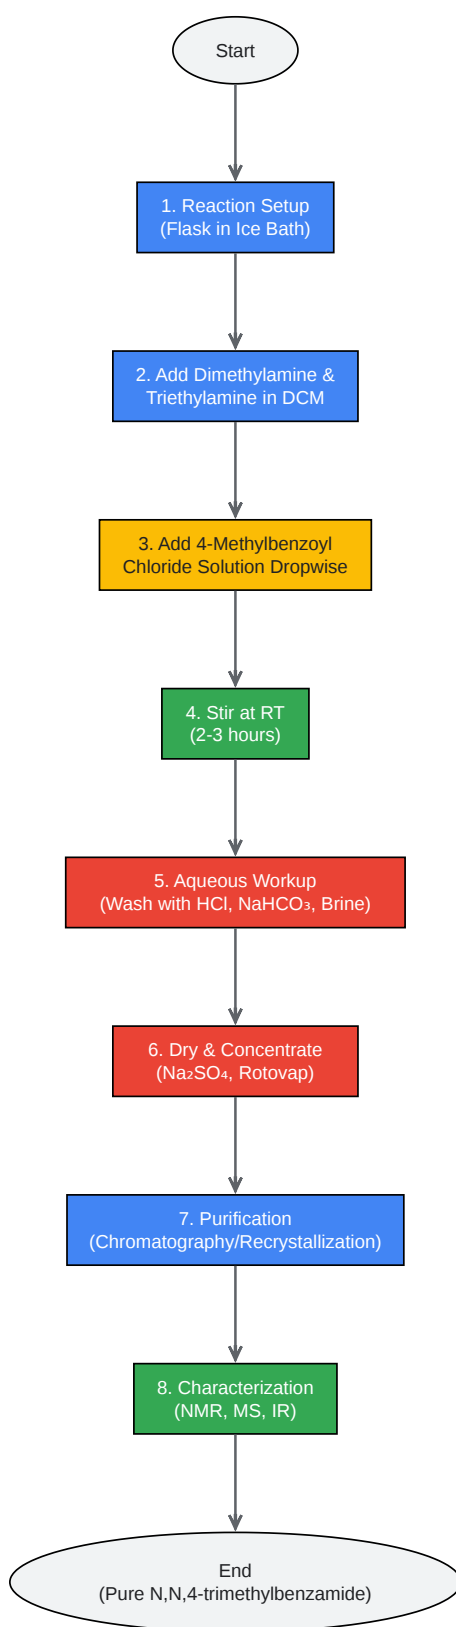 Start
1. Reaction Setup
(Flask in Ice Bath)
2. Add Dimethylamine &
Triethylamine in DCM
3. Add 4-Methylbenzoyl
Chloride Solution Dropwise
4. Stir at RT
(2-3 hours)
5. Aqueous Workup
(Wash with HCl, NaHCO₃, Brine)
6. Dry & Concentrate
(Na₂SO₄, Rotovap)
7. Purification
(Chromatography/Recrystallization)
8. Characterization
(NMR, MS, IR)
End
(Pure N,N,4-trimethylbenzamide)